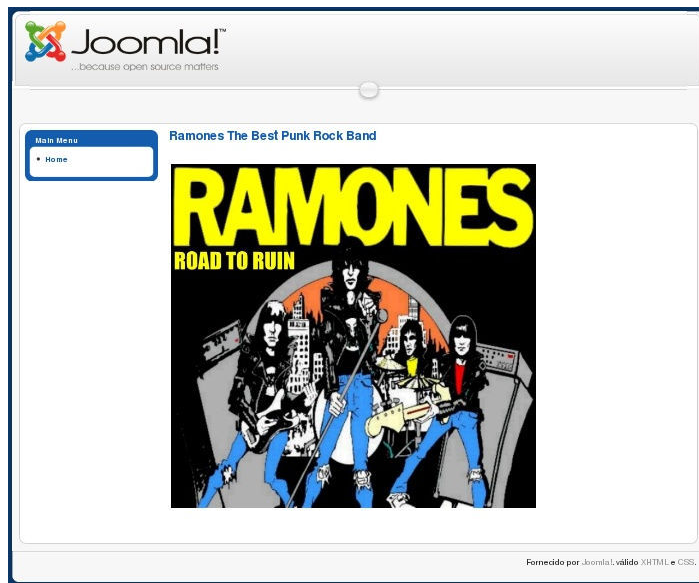 Joomla!™
...because open source matters
Main Menu
Home
Ramones The Best Punk Rock Band
RAMONES
ROAD TO RUIN
Fornecido por Joomla!. válido XHTML e CSS.